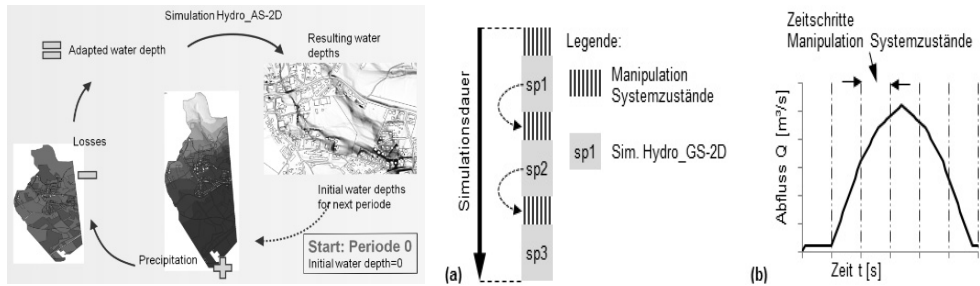 Simulation Hydro_AS-2D
Adapted water depth
Resulting water
depths
Losses
Initial water depths
for next periode
Start: Periode 0
Initial water depth=0
Precipitation
(a)
Simulationsdauer
sp1
sp2
sp3
Legende:
Manipulation
Systemzustände
sp1 Sim. Hydro_GS-2D
(b)
Zeitschritte
Manipulation Systemzustände
Abfluss Q [m³/s]
Zeit t [s]